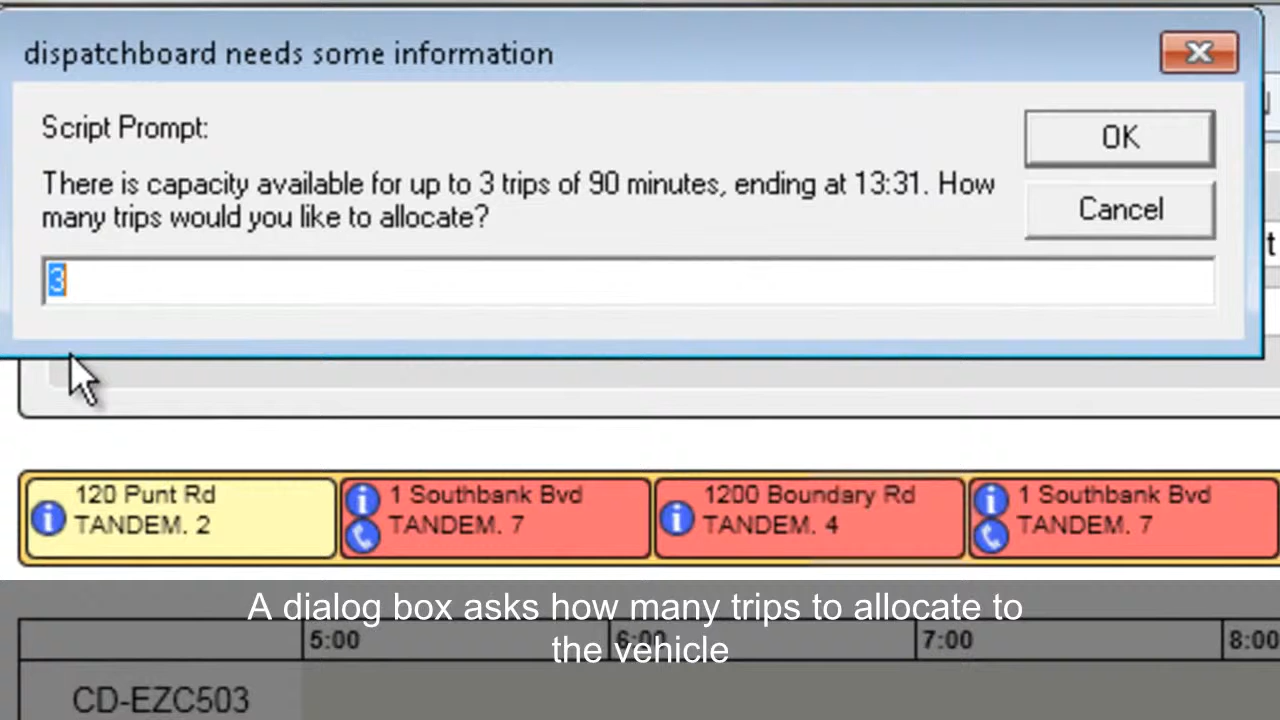 dispatchboard needs some information
Script Prompt:
OK
There is capacity available for up to 3 trips of 90 minutes, ending at 13:31. How
many trips would you like to allocate?
Cancel
3
120 Punt Rd
TANDEM. 2
1 Southbank Bvd
TANDEM. 7
1200 Boundary Rd
TANDEM. 4
1 Southbank Bvd
TANDEM. 7
A dialog box asks how many trips to allocate to
the vehicle
5:00
6:00
7:00
8:00
CD-EZC503